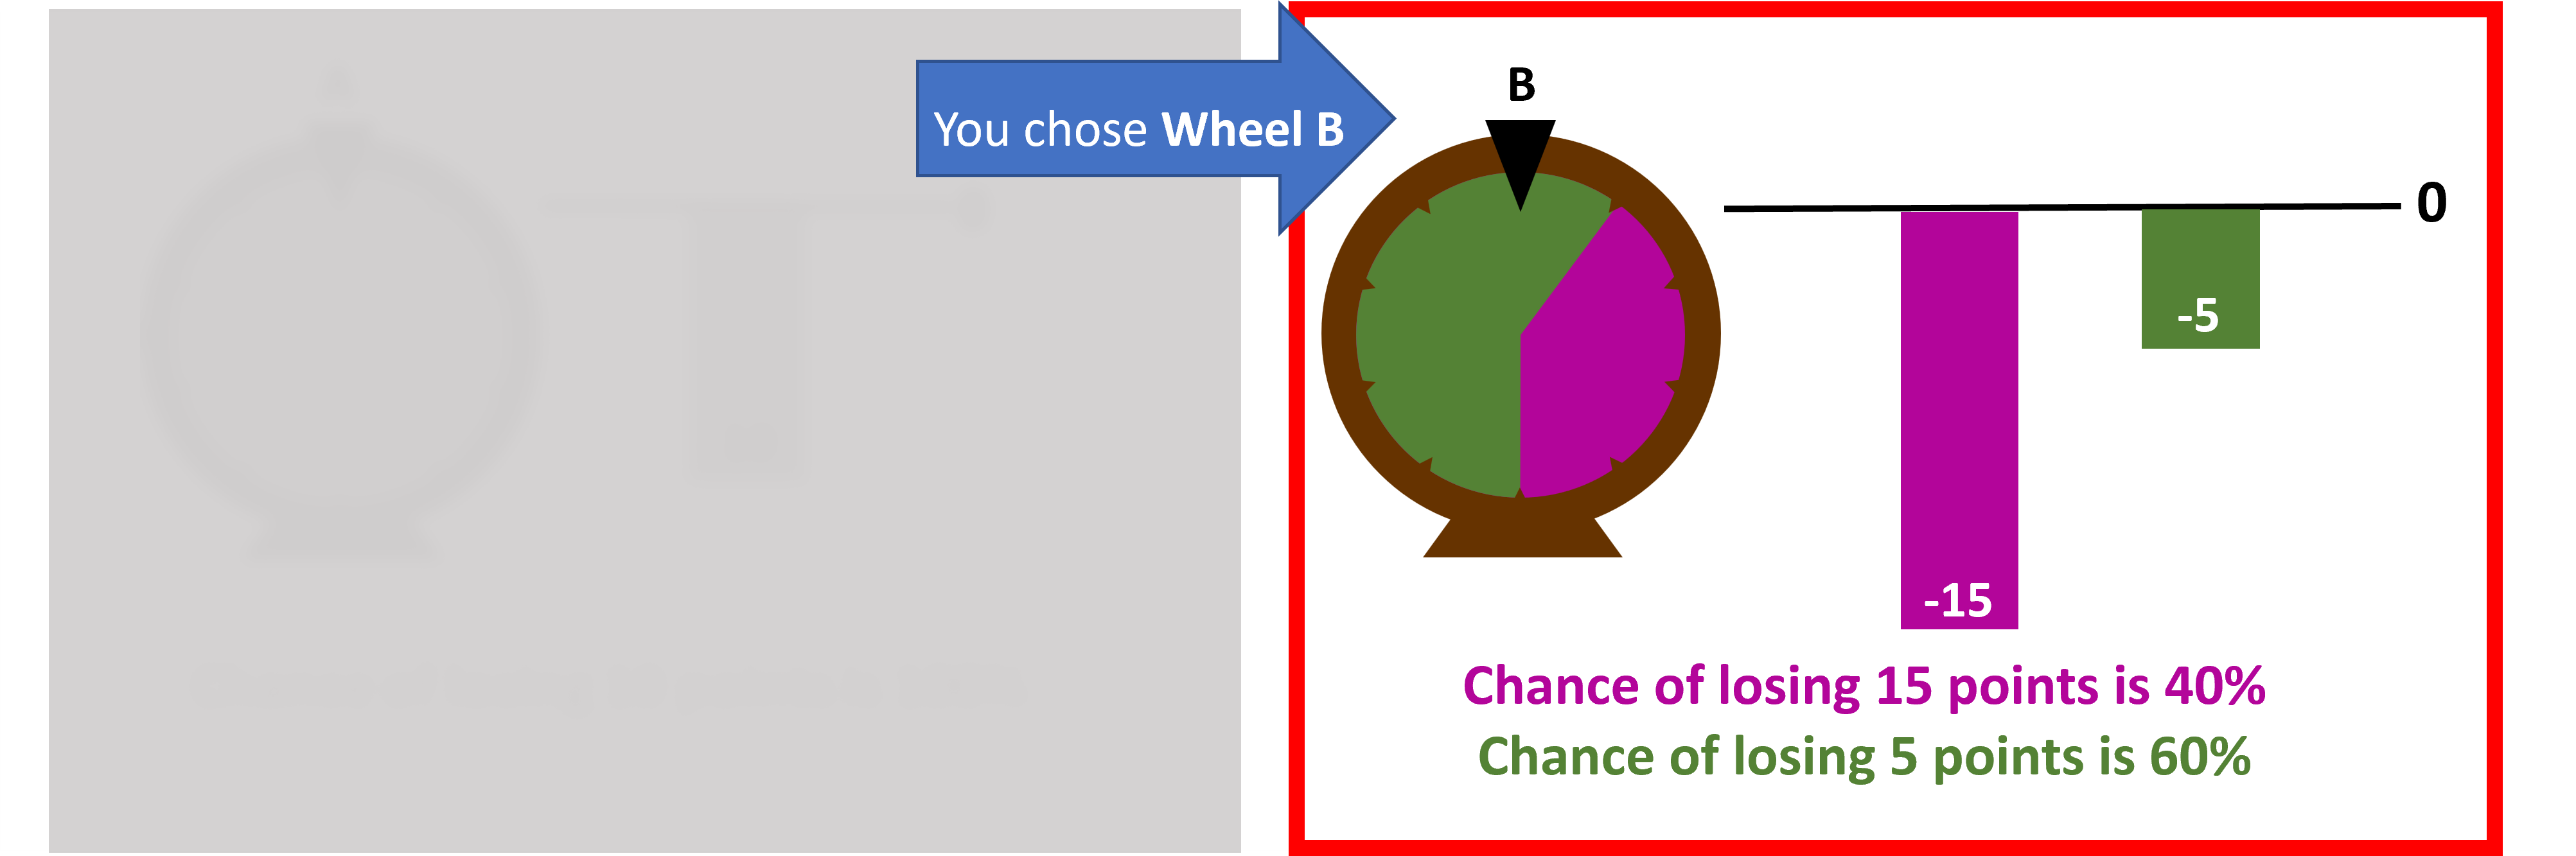 You chose Wheel B
B
0
-5
-15
Chance of losing 15 points is 40%
Chance of losing 5 points is 60%